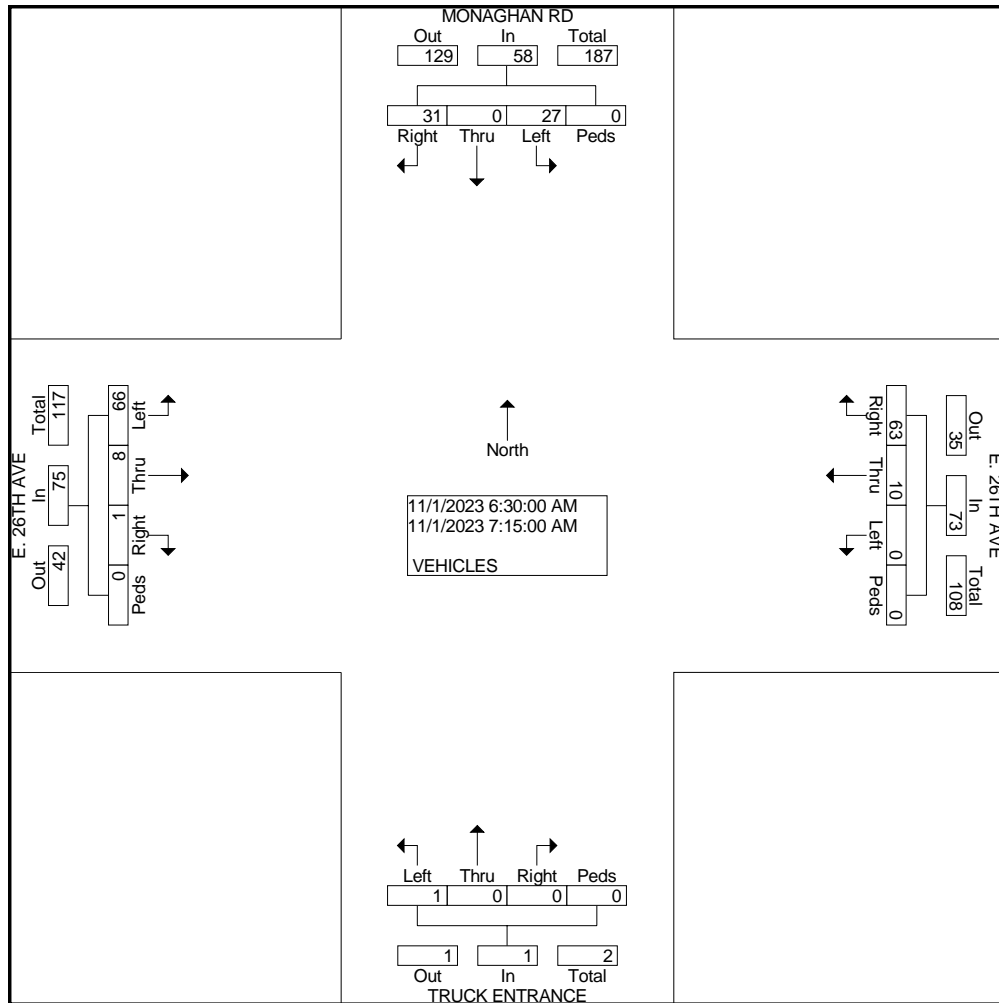 MONAGHAN RD
Out In Total
129 58 187
31 0 27 0
Right Thru Left Peds
E. 26TH AVE
Total In Out
117 75 42
66 8 1 0
Left Thru Right Peds
North
11/1/2023 6:30:00 AM
11/1/2023 7:15:00 AM
VEHICLES
Right Thru Left Peds
63 10 0 0
Out In Total
35 73 108
E. 26TH AVE
Left Thru Right Peds
1 0 0 0
1 1 2
Out In Total
TRUCK ENTRANCE